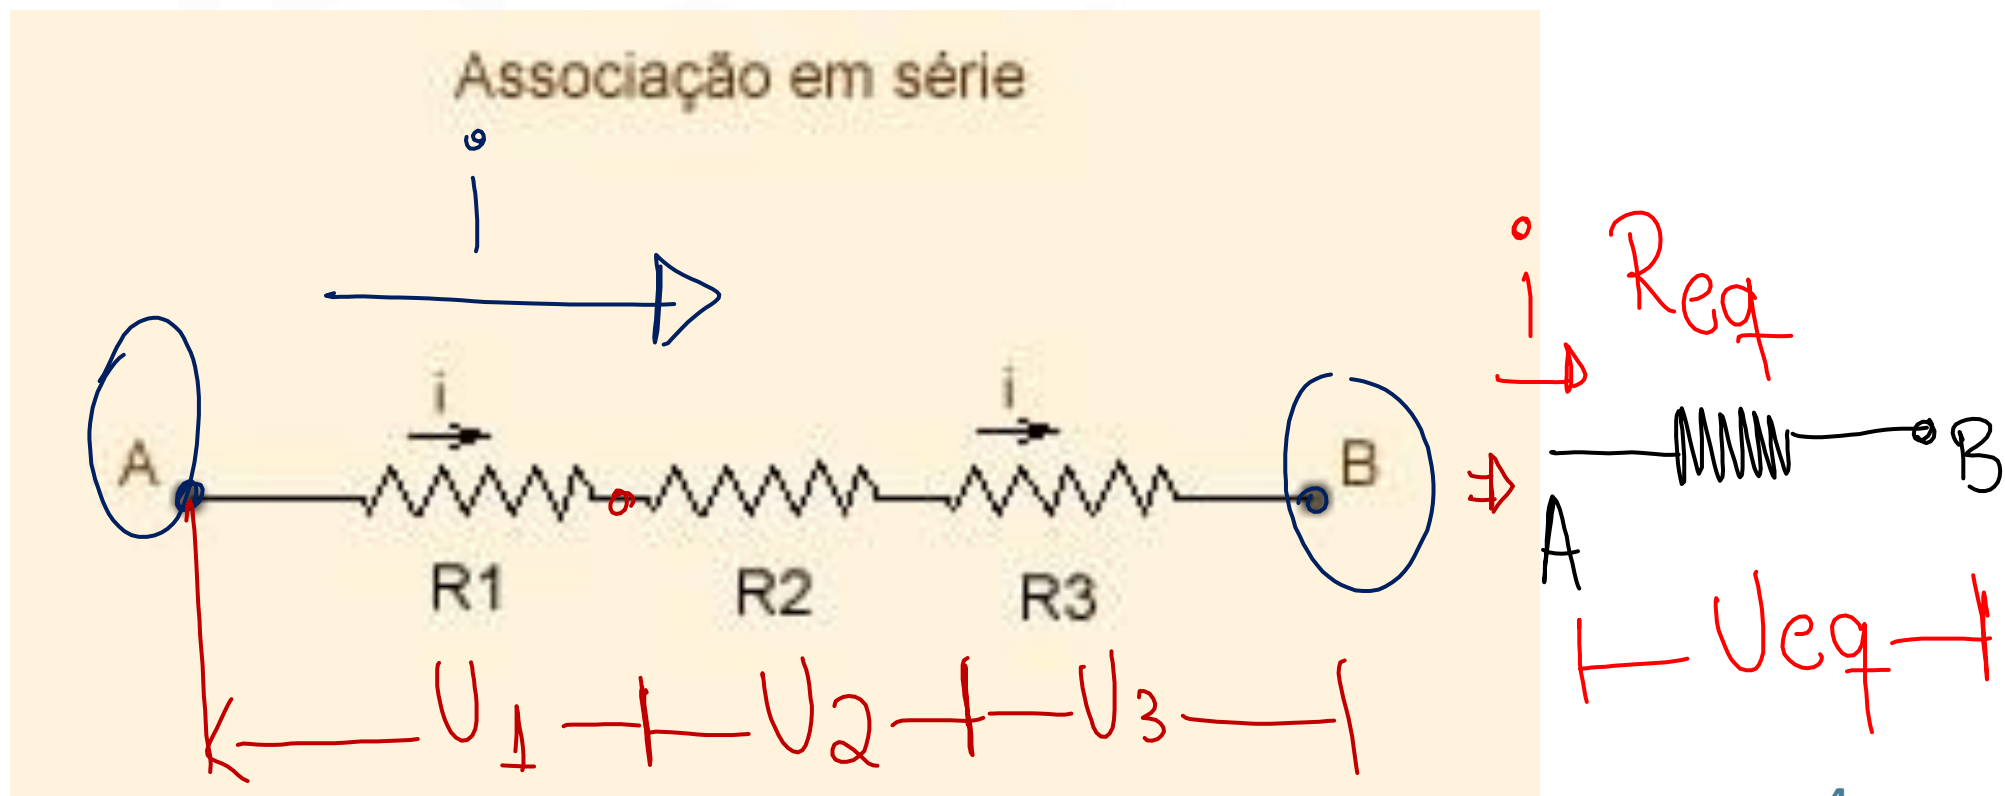 Associação em série
i
i Req
i i
A B
B
A
R1 R2 R3
U1 U2 U3 Ueq